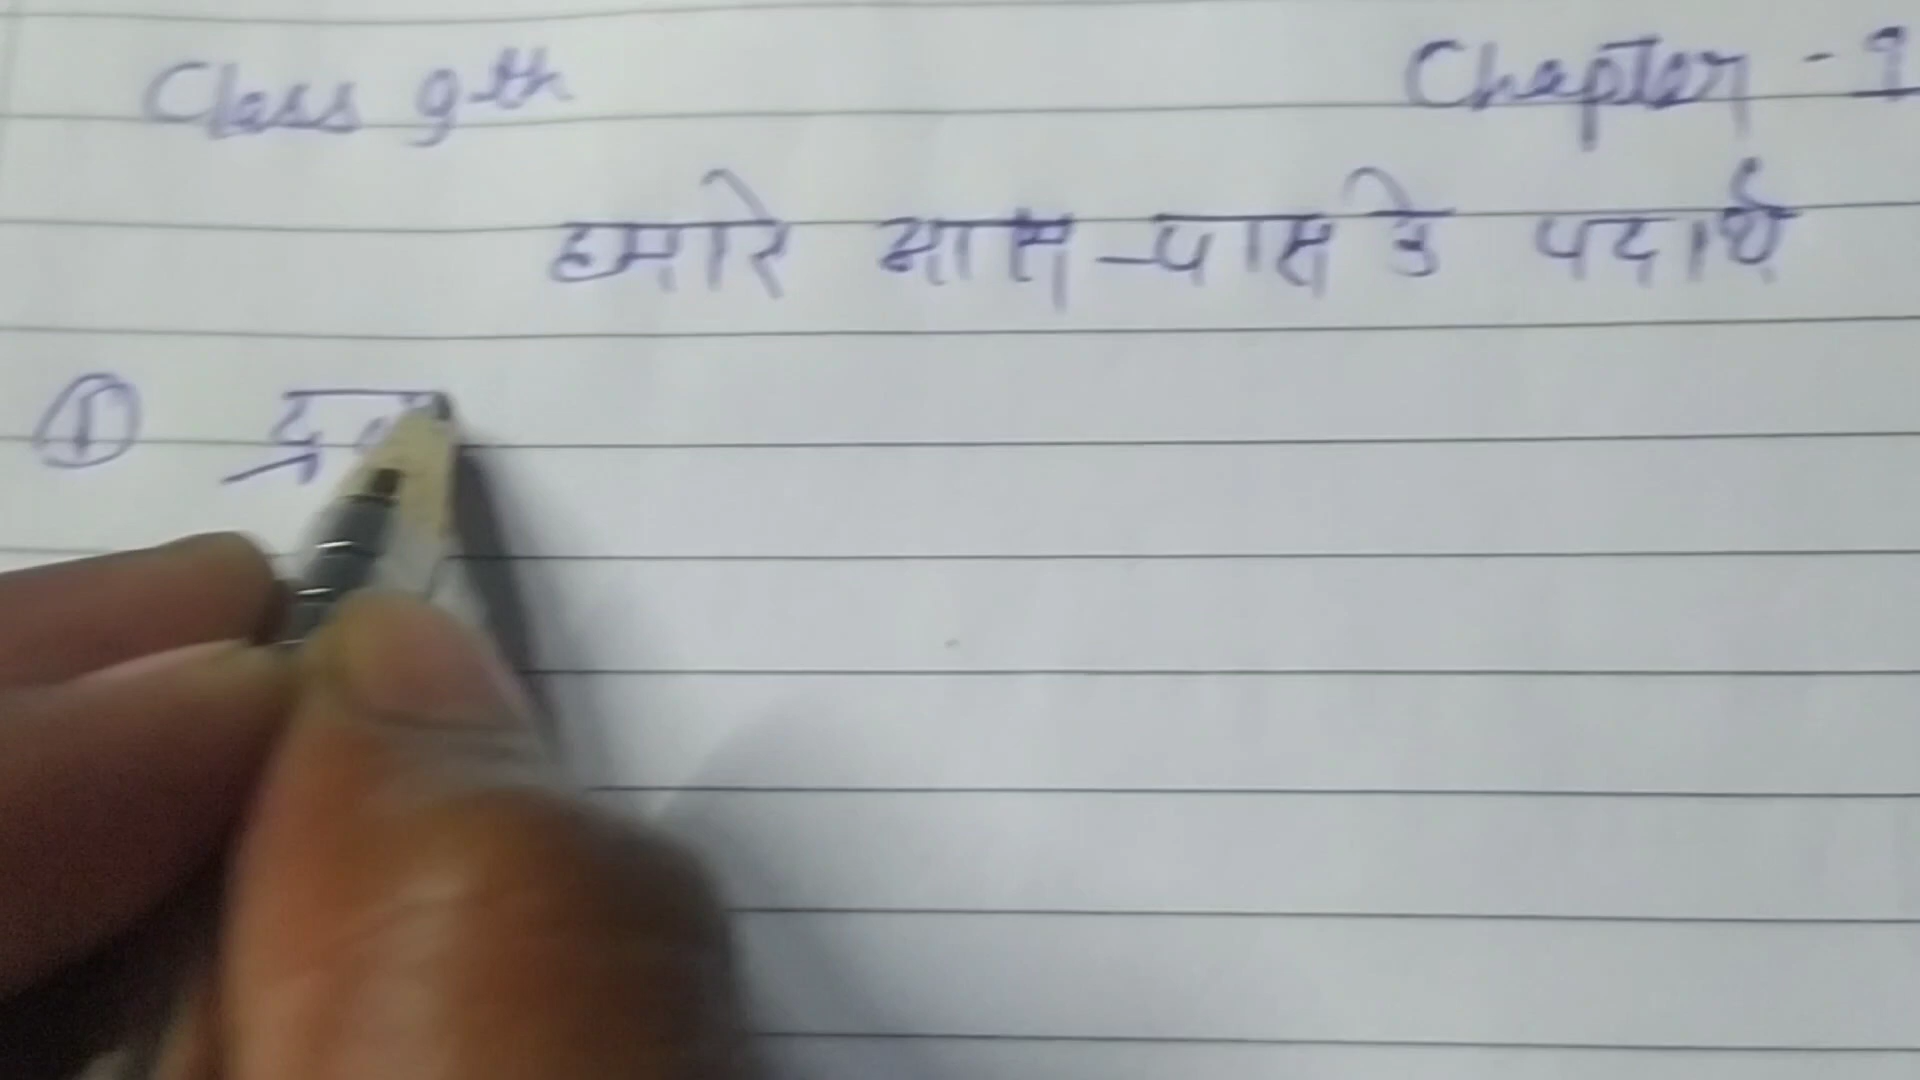 Class 9th Chapter - 1
हमारे आस-पास के पदार्थ
①